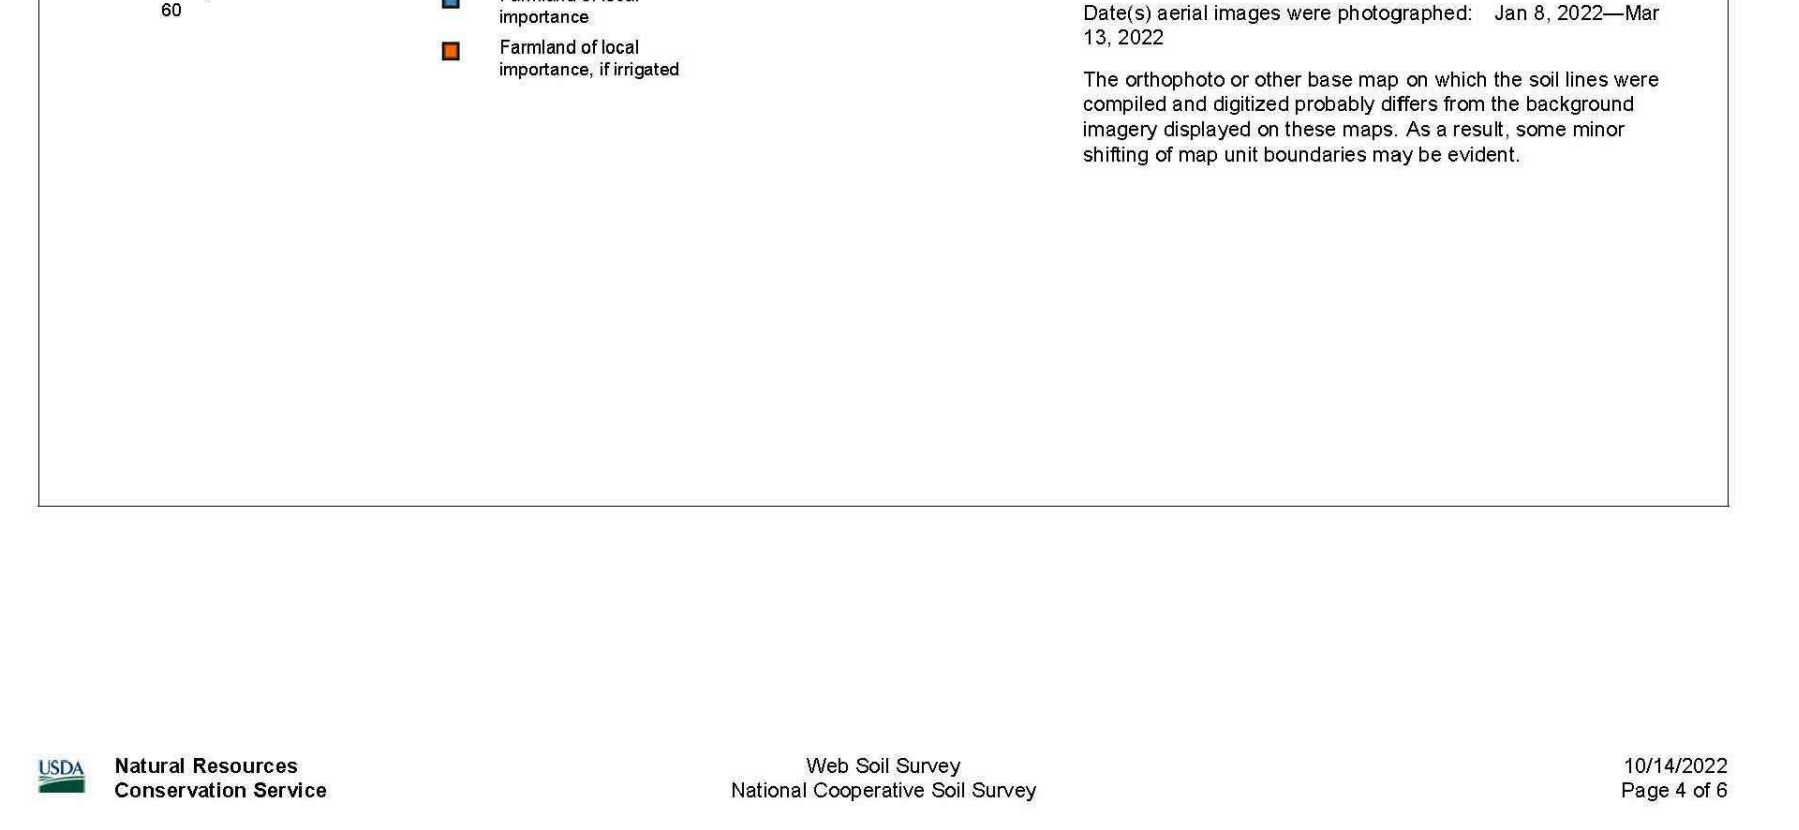 60
importance
Farmland of local
importance, if irrigated
Date(s) aerial images were photographed: Jan 8, 2022—Mar
13, 2022
The orthophoto or other base map on which the soil lines were
compiled and digitized probably differs from the background
imagery displayed on these maps. As a result, some minor
shifting of map unit boundaries may be evident.
USDA
Natural Resources
Conservation Service
Web Soil Survey
National Cooperative Soil Survey
10/14/2022
Page 4 of 6